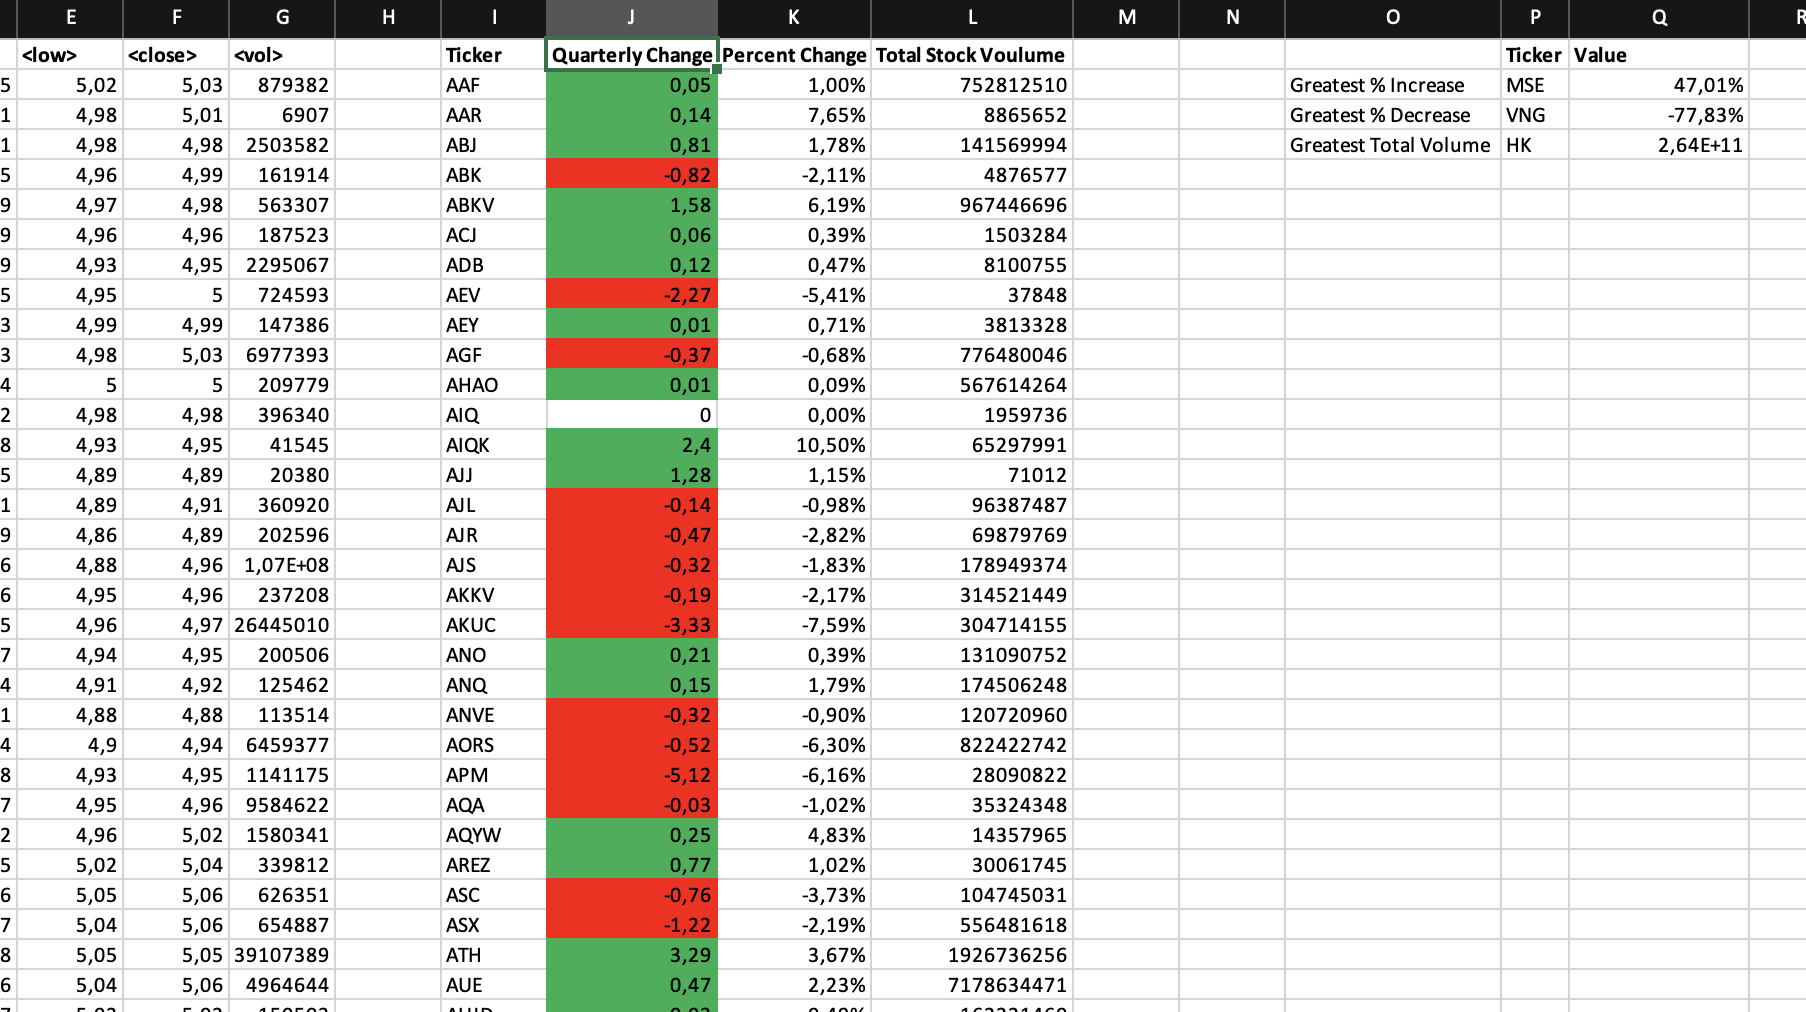 E F G H I J K L M N O P Q R
<low> <close> <vol> Ticker Quarterly Change Percent Change Total Stock Voulume Ticker Value
5 5,02 5,03 879382 AAF 0,05 1,00% 752812510 Greatest % Increase MSE 47,01%
1 4,98 5,01 6907 AAR 0,14 7,65% 8865652 Greatest % Decrease VNG -77,83%
1 4,98 4,98 2503582 ABJ 0,81 1,78% 141569994 Greatest Total Volume HK 2,64E+11
5 4,96 4,99 161914 ABK -0,82 -2,11% 4876577
9 4,97 4,98 563307 ABKV 1,58 6,19% 967446696
9 4,96 4,96 187523 ACJ 0,06 0,39% 1503284
9 4,93 4,95 2295067 ADB 0,12 0,47% 8100755
5 4,95 5 724593 AEV -2,27 -5,41% 37848
3 4,99 4,99 147386 AEY 0,01 0,71% 3813328
3 4,98 5,03 6977393 AGF -0,37 -0,68% 776480046
4 5 5 209779 AHAO 0,01 0,09% 567614264
2 4,98 4,98 396340 AIQ 0 0,00% 1959736
8 4,93 4,95 41545 AIQK 2,4 10,50% 65297991
5 4,89 4,89 20380 AJJ 1,28 1,15% 71012
1 4,89 4,91 360920 AJL -0,14 -0,98% 96387487
9 4,86 4,89 202596 AJR -0,47 -2,82% 69879769
6 4,88 4,96 1,07E+08 AJS -0,32 -1,83% 178949374
6 4,95 4,96 237208 AKKV -0,19 -2,17% 314521449
5 4,96 4,97 26445010 AKUC -3,33 -7,59% 304714155
7 4,94 4,95 200506 ANO 0,21 0,39% 131090752
4 4,91 4,92 125462 ANQ 0,15 1,79% 174506248
1 4,88 4,88 113514 ANVE -0,32 -0,90% 120720960
4 4,9 4,94 6459377 AORS -0,52 -6,30% 822422742
8 4,93 4,95 1141175 APM -5,12 -6,16% 28090822
7 4,95 4,96 9584622 AQA -0,03 -1,02% 35324348
2 4,96 5,02 1580341 AQYW 0,25 4,83% 14357965
5 5,02 5,04 339812 AREZ 0,77 1,02% 30061745
6 5,05 5,06 626351 ASC -0,76 -3,73% 104745031
7 5,04 5,06 654887 ASX -1,22 -2,19% 556481618
8 5,05 5,05 39107389 ATH 3,29 3,67% 1926736256
6 5,04 5,06 4964644 AUE 0,47 2,23% 7178634471